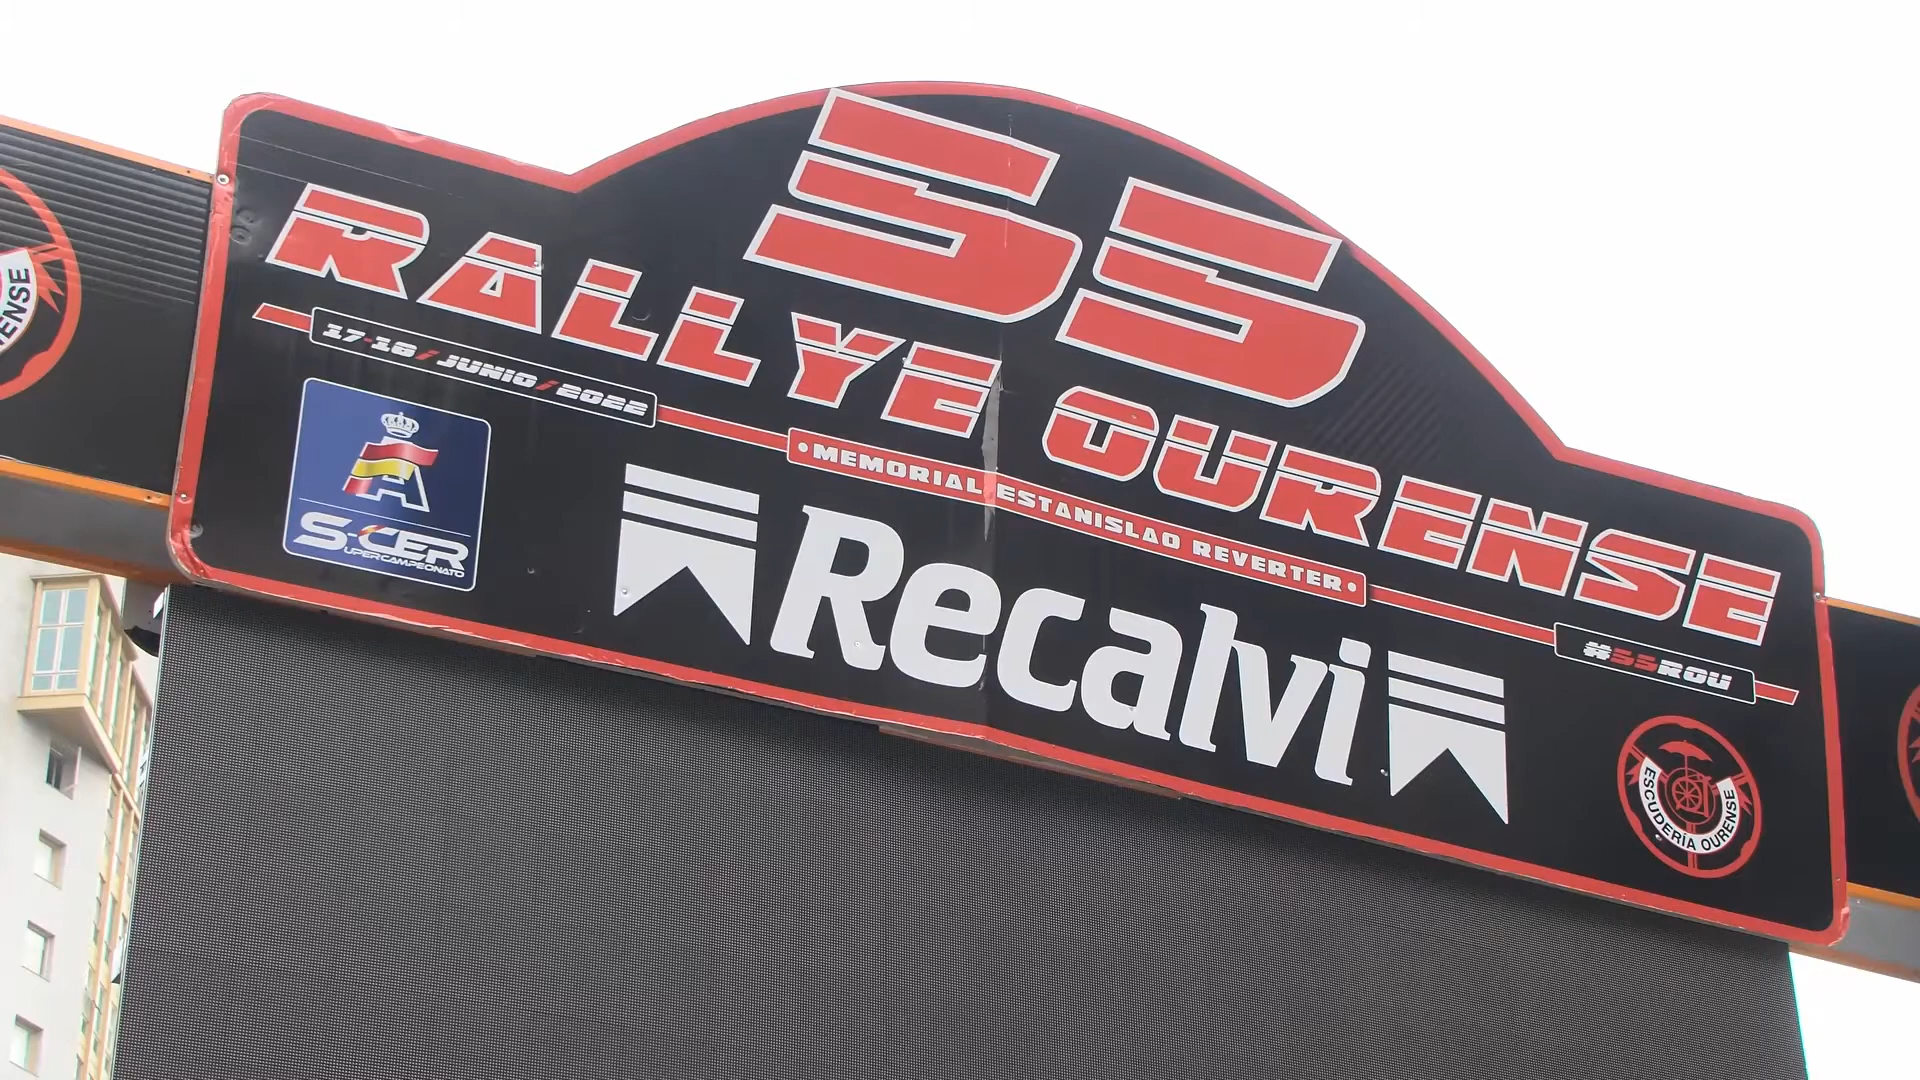 55
RALLYE OURENSE
17-18/JUNIO/2022
•MEMORIAL ESTANISLAO REVERTER•
#55ROU
Recalvi
S CER
SUPERCAMPEONATO
ESCUDERÍA OURENSE